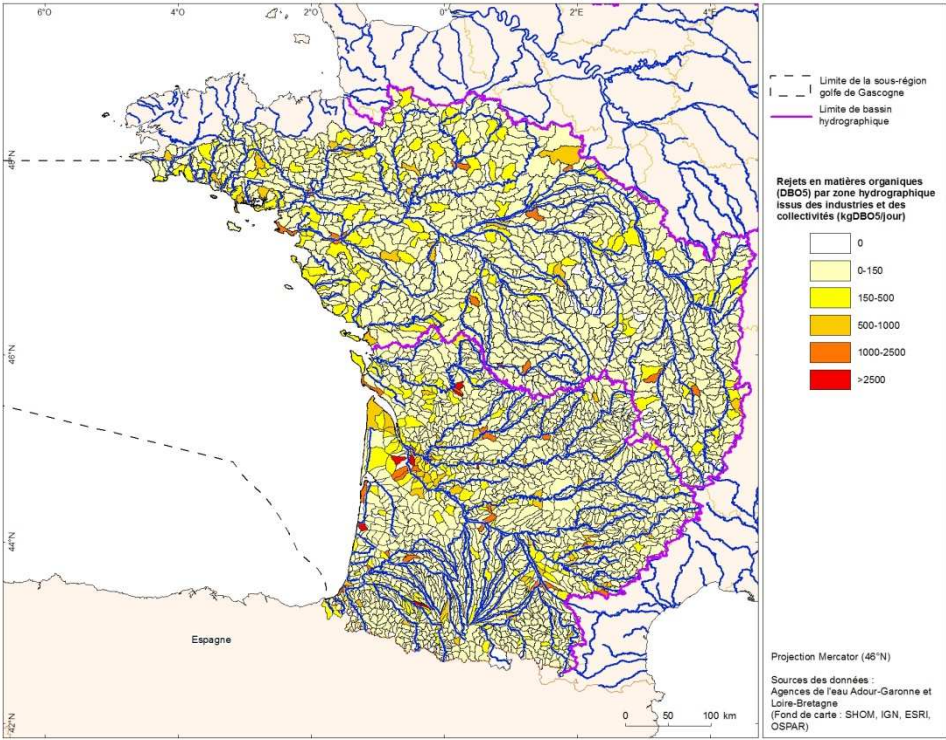 6°0'
4°0'
2°0'
0
2°E
4°E
48°N
46°N
44°N
42°N
Espagne
0 50 100 km
Limite de la sous-région
golfe de Gascogne
Limite de bassin
hydrographique
Rejets en matières organiques
(DBO5) par zone hydrographique
issus des industries et des
collectivités (kgDBO5/jour)
0
0-150
150-500
500-1000
1000-2500
>2500
Projection Mercator (46°N)
Sources des données :
Agences de l'eau Adour-Garonne et
Loire-Bretagne
(Fond de carte : SHOM, IGN, ESRI,
OSPAR)